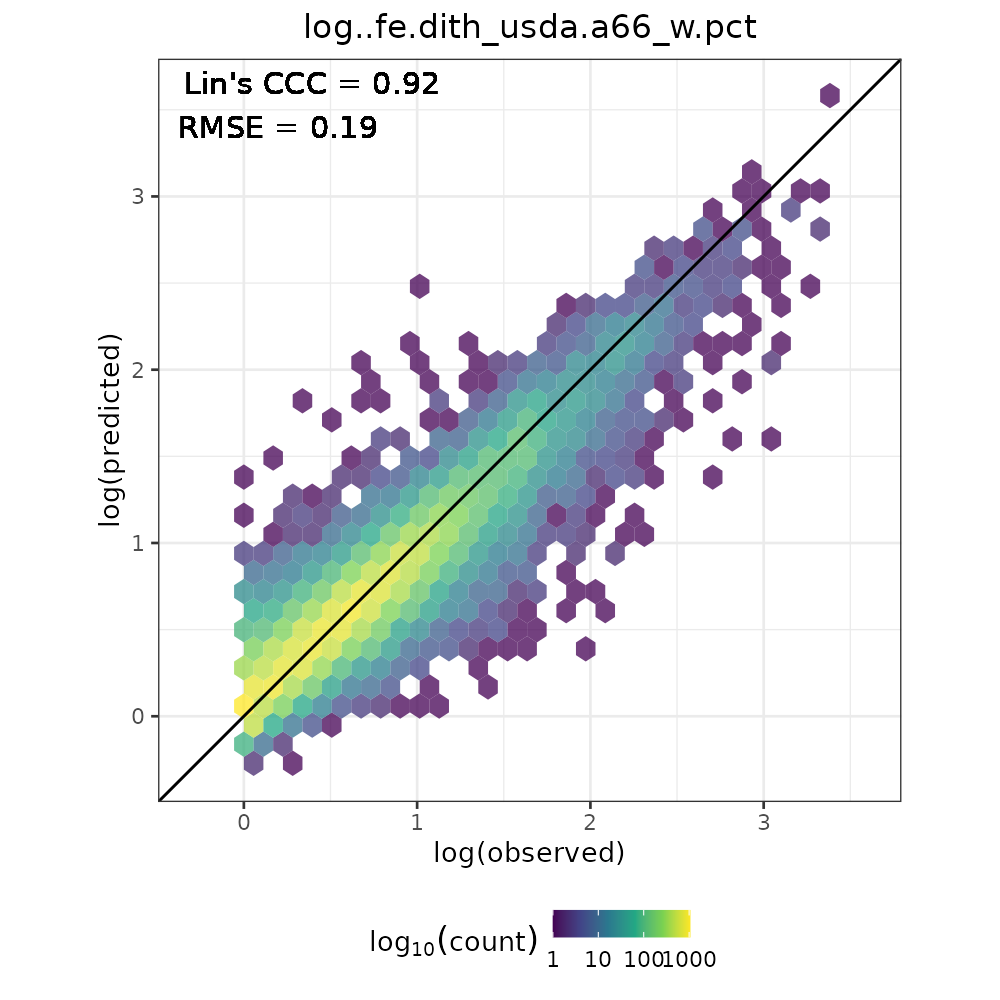 log..fe.dith_usda.a66_w.pct
Lin's CCC = 0.92
RMSE = 0.19
3
2
1
0
log(predicted)
0 1 2 3
log(observed)
log₁₀(count)
1 10 100 1000